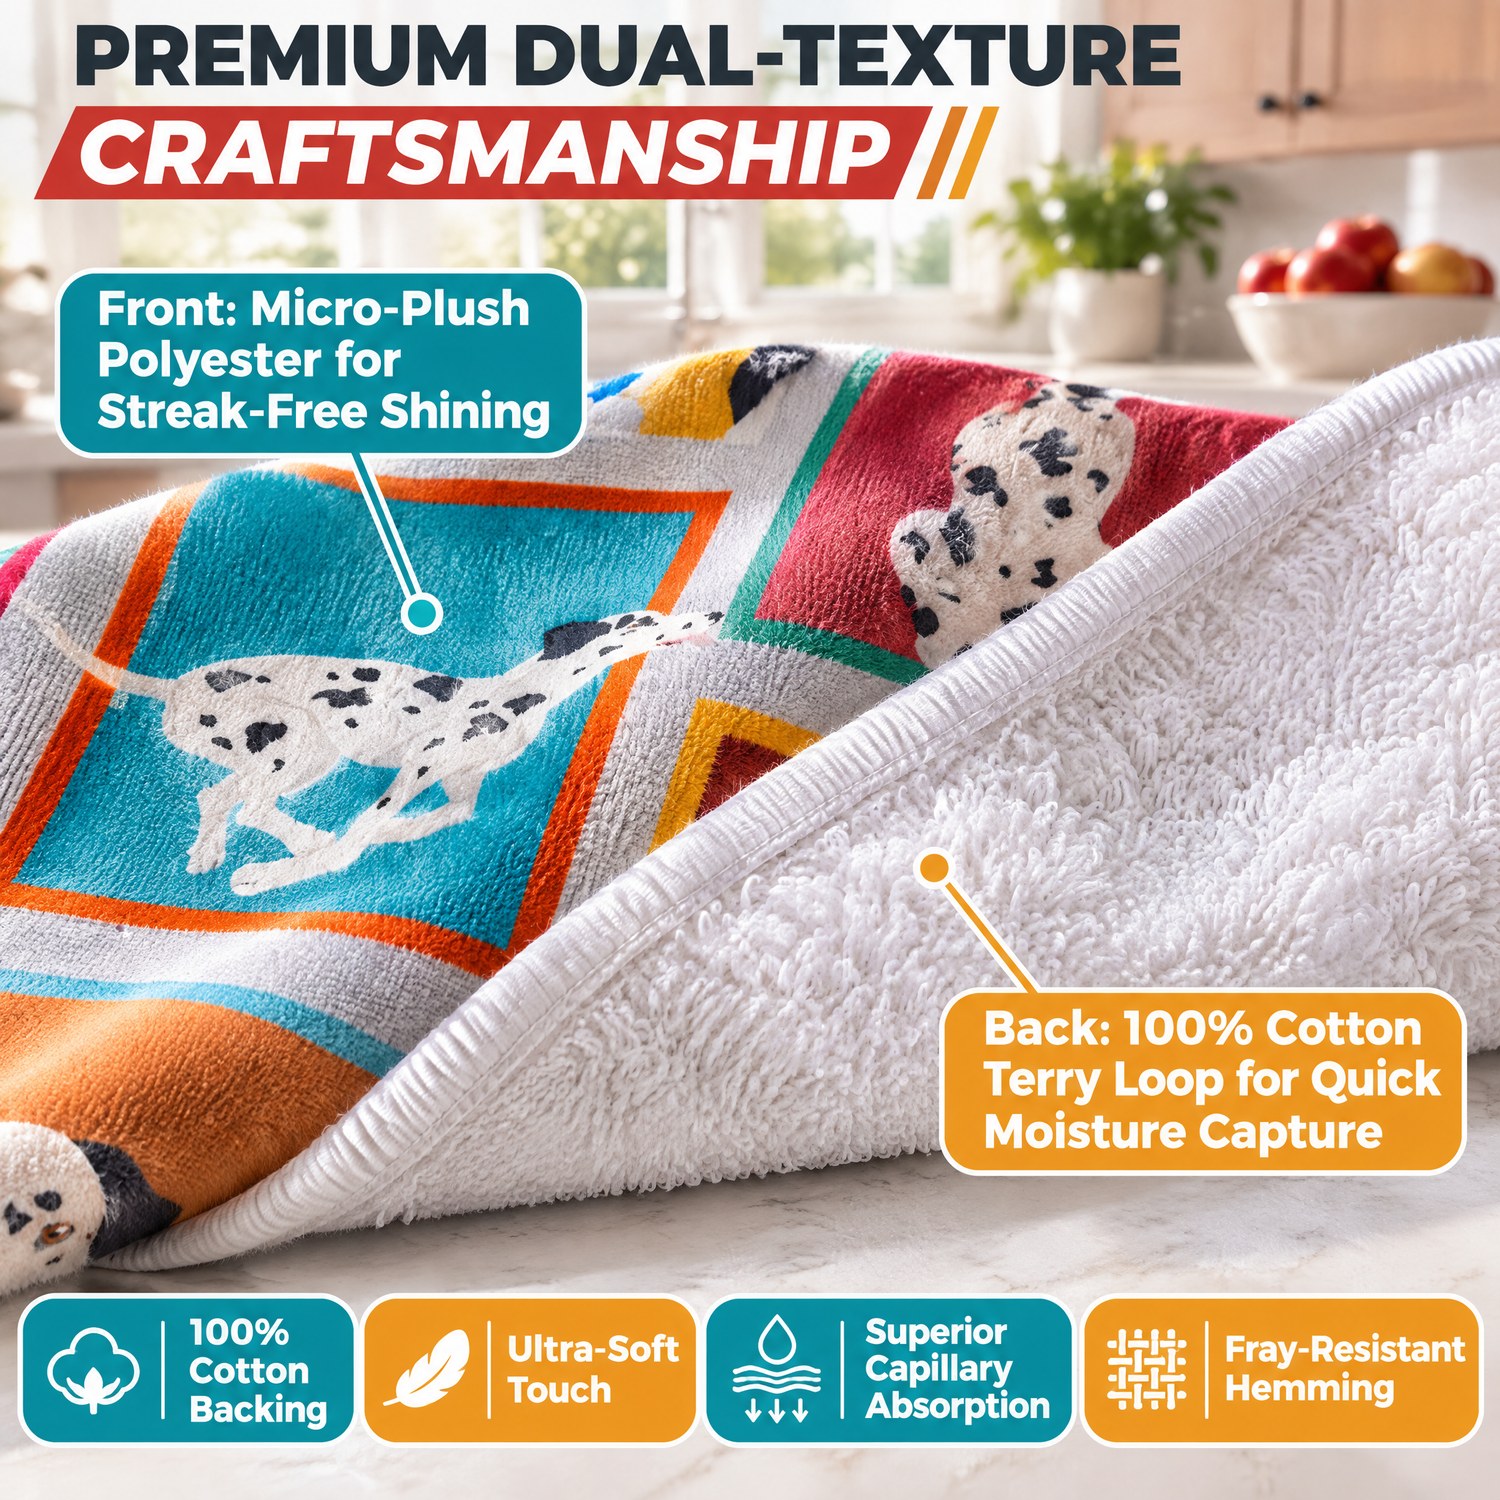 PREMIUM DUAL-TEXTURE
CRAFTSMANSHIP
Front: Micro-Plush
Polyester for
Streak-Free Shining
Back: 100% Cotton
Terry Loop for Quick
Moisture Capture
100%
Cotton
Backing
Ultra-Soft
Touch
Superior
Capillary
Absorption
Fray-Resistant
Hemming